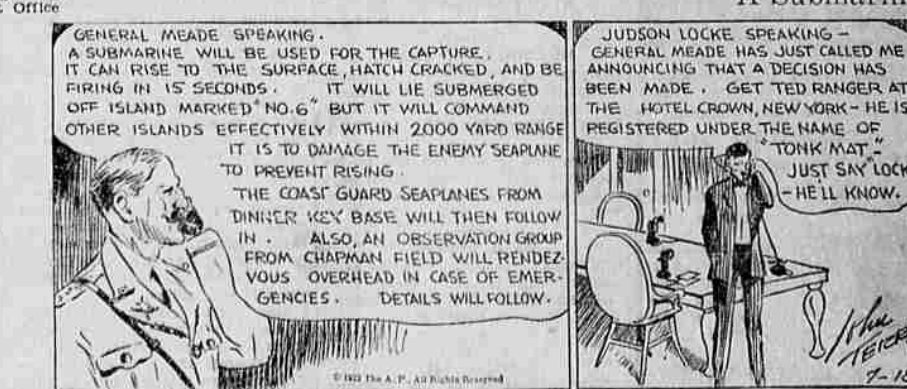 Office
A Submarin
GENERAL MEADE SPEAKING.
A SUBMARINE WILL BE USED FOR THE CAPTURE.
IT CAN RISE TO THE SURFACE, HATCH CRACKED, AND BE
FIRING IN 15 SECONDS. IT WILL LIE SUBMERGED
OFF ISLAND MARKED "NO. 6" BUT IT WILL COMMAND
OTHER ISLANDS EFFECTIVELY WITHIN 2000 YARD RANGE
IT IS TO DAMAGE THE ENEMY SEAPLANE
TO PREVENT RISING.
THE COAST GUARD SEAPLANES FROM
DINNER KEY BASE WILL THEN FOLLOW
IN. ALSO, AN OBSERVATION GROUP
FROM CHAPMAN FIELD WILL RENDEZ-
VOUS OVERHEAD IN CASE OF EMER-
GENCIES. DETAILS WILL FOLLOW.
The A. P., All Rights Reserved
JUDSON LOCKE SPEAKING -
GENERAL MEADE HAS JUST CALLED ME
ANNOUNCING THAT A DECISION HAS
BEEN MADE. GET TED RANGER AT
THE HOTEL CROWN, NEW YORK - HE IS
REGISTERED UNDER THE NAME OF
"TONK MAT."
JUST SAY "LOCK
- HE'LL KNOW.
John